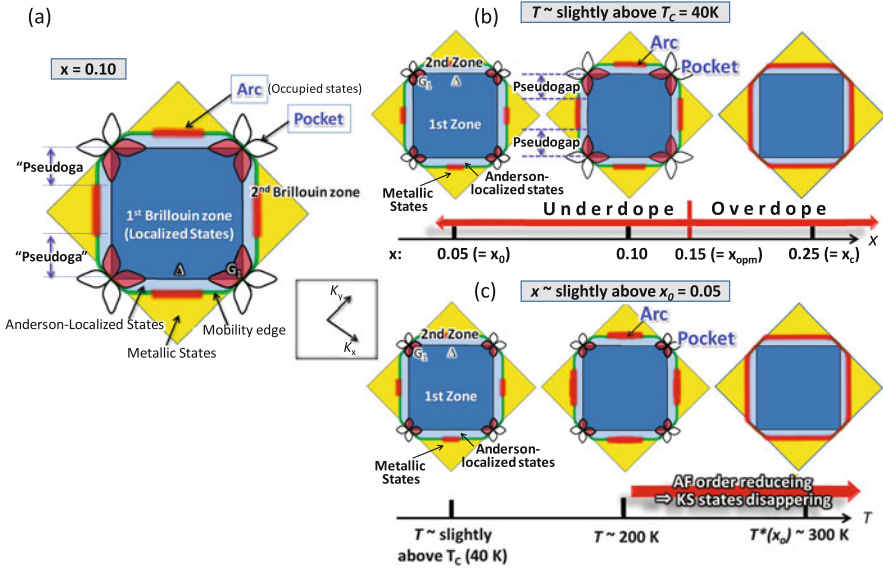 (a)
x = 0.10
Arc (Occupied states)
Pocket
"Pseudoga"
2nd Brillouin zone
1st Brillouin zone
(Localized States)
"Pseudoga"
Δ
G1
Anderson-Localized States
Mobility edge
Metallic States
Ky
Kx
(b)
T ~ slightly above TC = 40K
2nd Zone
G1
Δ
Pseudogap
1st Zone
Pseudogap
Arc
Pocket
Anderson-
localized states
Metallic
States
Underdope
Overdope
x
x:
0.05 (= x0)
0.10
0.15 (= xopm)
0.25 (= xc)
(c)
x ~ slightly above x0 = 0.05
2nd Zone
G1
Δ
1st Zone
Arc
Pocket
Metallic
States
Anderson-
localized states
AF order reduceing
⇒ KS states disappering
T
T ~ slightly
above TC (40 K)
T ~ 200 K
T*(xo) ~ 300 K